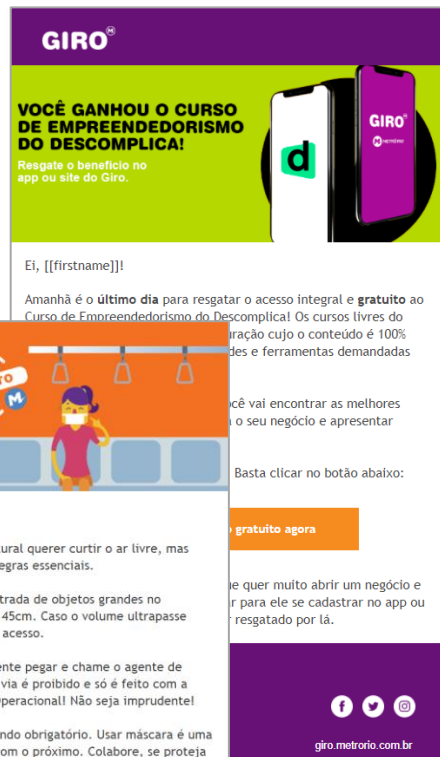 GIRO®
VOCÊ GANHOU O CURSO
DE EMPREENDEDORISMO
DO DESCOMPLICA!
Resgate o benefício no
app ou site do Giro.
d
GIRO®
METRÔRIO
Ei, [[firstname]]!
Amanhã é o último dia para resgatar o acesso integral e gratuito ao
Curso de Empreendedorismo do Descomplica! Os cursos livres do
uração cujo o conteúdo é 100%
des e ferramentas demandadas
ocê vai encontrar as melhores
o seu negócio e apresentar
Basta clicar no botão abaixo:
gratuito agora
ue quer muito abrir um negócio e
ir para ele se cadastrar no app ou
r resgatado por lá.
giro.metrorio.com.br
TO
M
ural querer curtir o ar livre, mas
egras essenciais.
trada de objetos grandes no
45cm. Caso o volume ultrapasse
acesso.
ente pegar e chame o agente de
via é proibido e só é feito com a
Operacional! Não seja imprudente!
ndo obrigatório. Usar máscara é uma
om o próximo. Colabore, se proteja